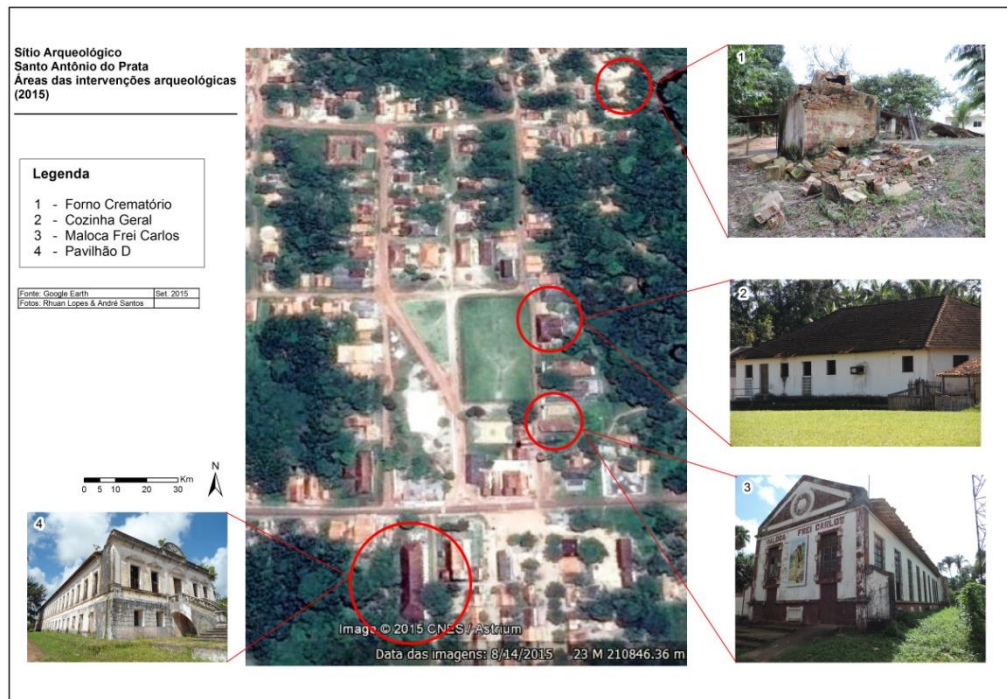 Sítio Arqueológico
Santo Antônio do Prata
Áreas das intervenções arqueológicas
(2015)
Legenda
1 - Forno Crematório
2 - Cozinha Geral
3 - Maloca Frei Carlos
4 - Pavilhão D
Fonte: Google Earth Set. 2015
Fotos: Rhuan Lopes & André Santos
N
0 5 10 20 30 Km
1
2
3
MALOCA FREI CARLOS
4
Image © 2015 CNES / Astrium
Data das imagens: 8/14/2015 23 M 210846.36 m